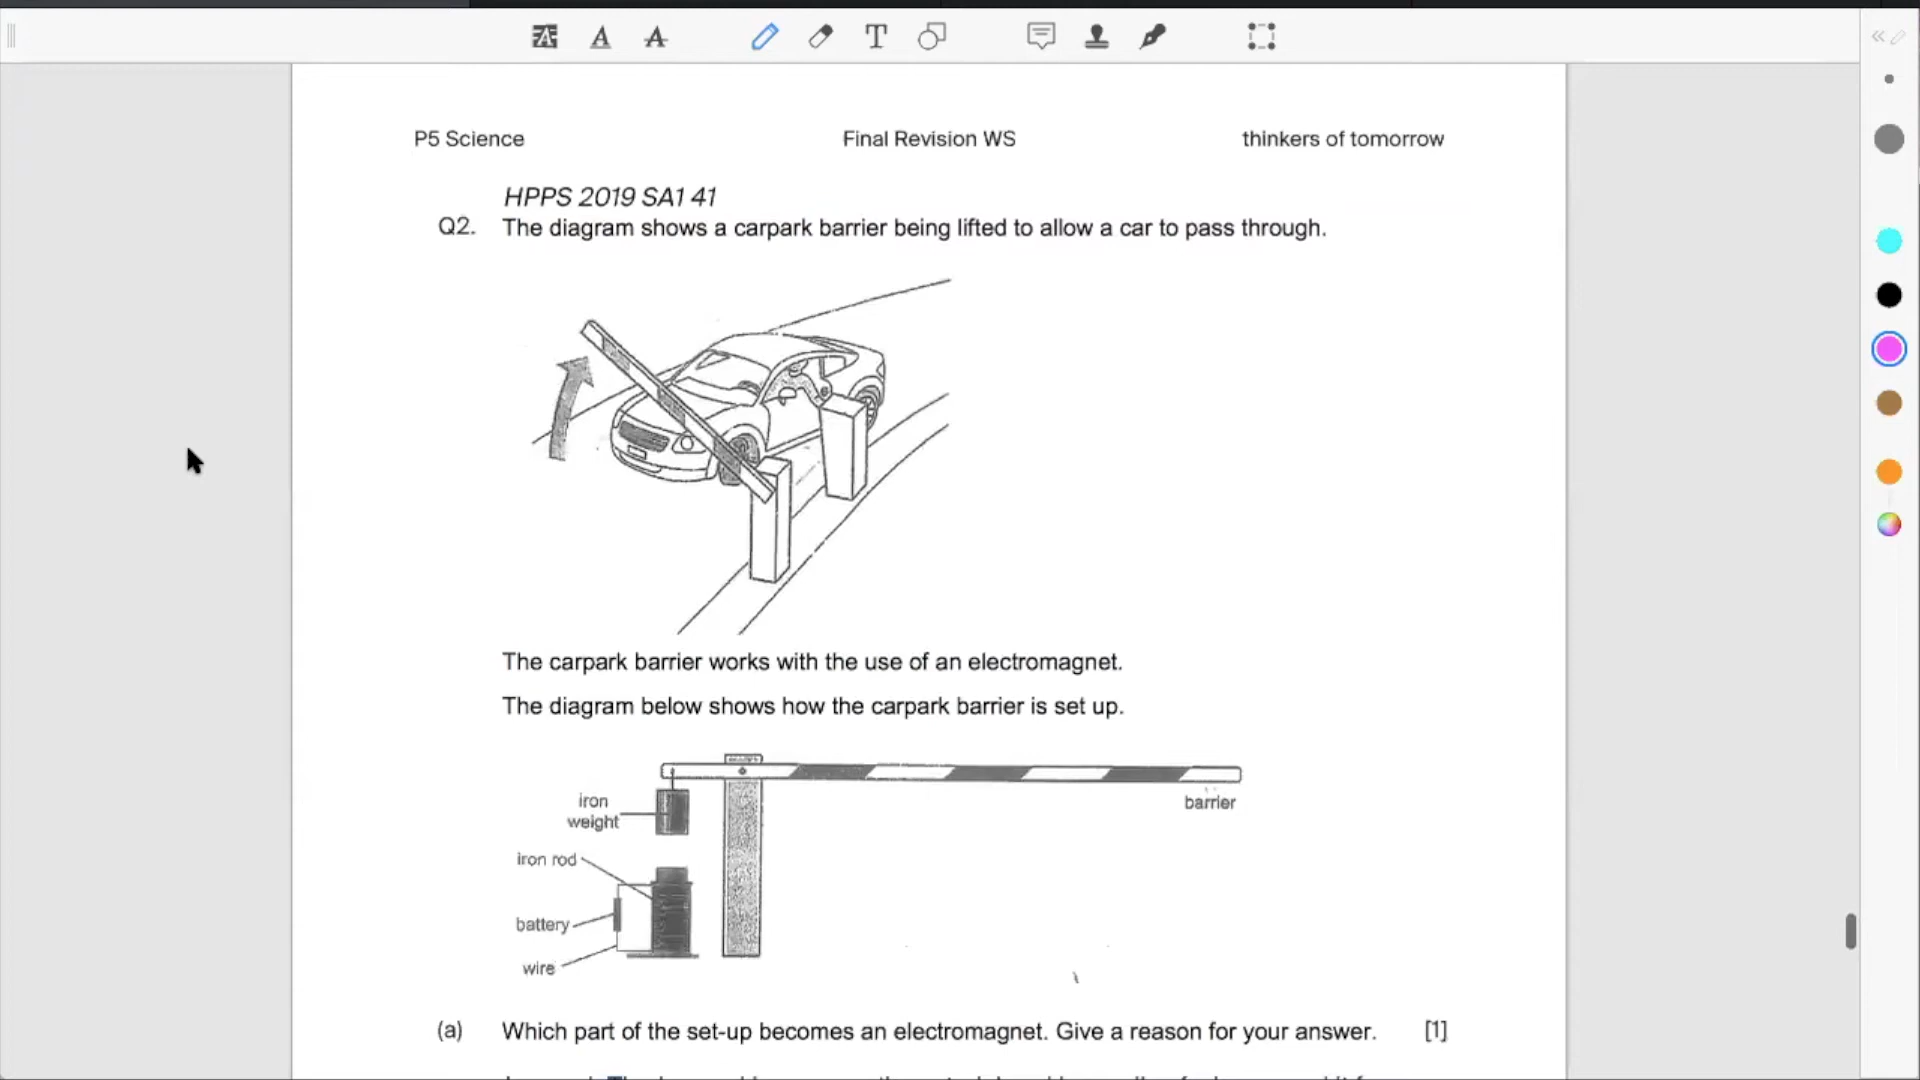 P5 Science Final Revision WS thinkers of tomorrow
HPPS 2019 SA1 41
Q2. The diagram shows a carpark barrier being lifted to allow a car to pass through.
The carpark barrier works with the use of an electromagnet.
The diagram below shows how the carpark barrier is set up.
iron
weight
barrier
iron rod
battery
wire
(a) Which part of the set-up becomes an electromagnet. Give a reason for your answer. [1]